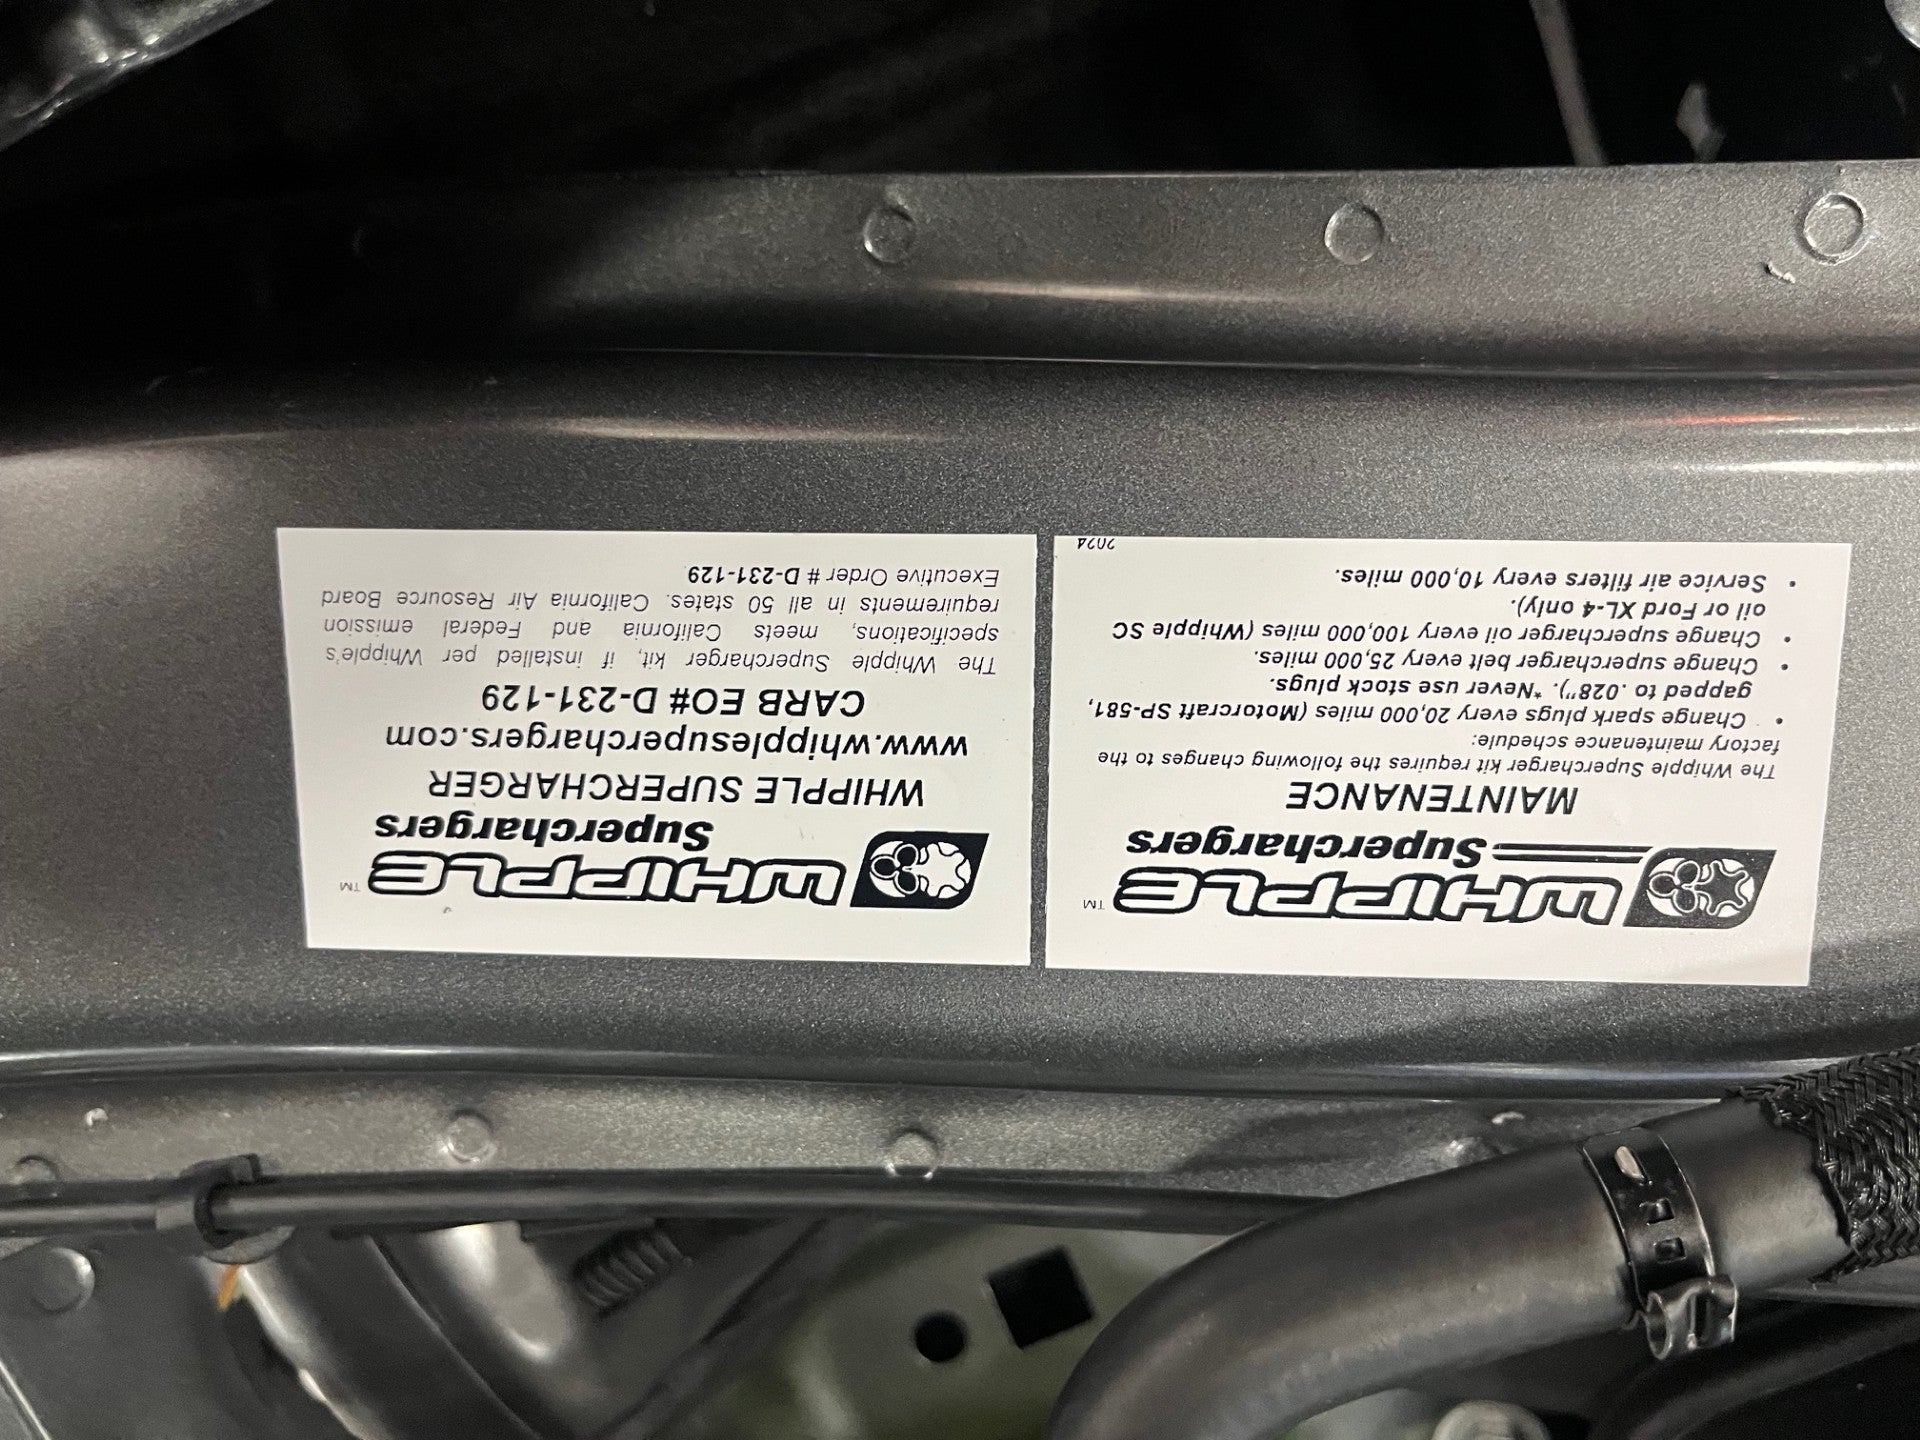 WHIPPLE™
Superchargers
MAINTENANCE
The Whipple Supercharger kit requires the following changes to the
factory maintenance schedule:
• Change spark plugs every 20,000 miles (Motorcraft SP-581,
gapped to .028"). *Never use stock plugs.
• Change supercharger belt every 25,000 miles.
• Change supercharger oil every 100,000 miles (Whipple SC
oil or Ford XL-4 only).
• Service air filters every 10,000 miles.
2024
WHIPPLE™
Superchargers
WHIPPLE SUPERCHARGER
www.whipplesuperchargers.com
CARB EO# D-231-129
The Whipple Supercharger kit, if installed per Whipple's
specifications, meets California and Federal emission
requirements in all 50 states. California Air Resource Board
Executive Order # D-231-129